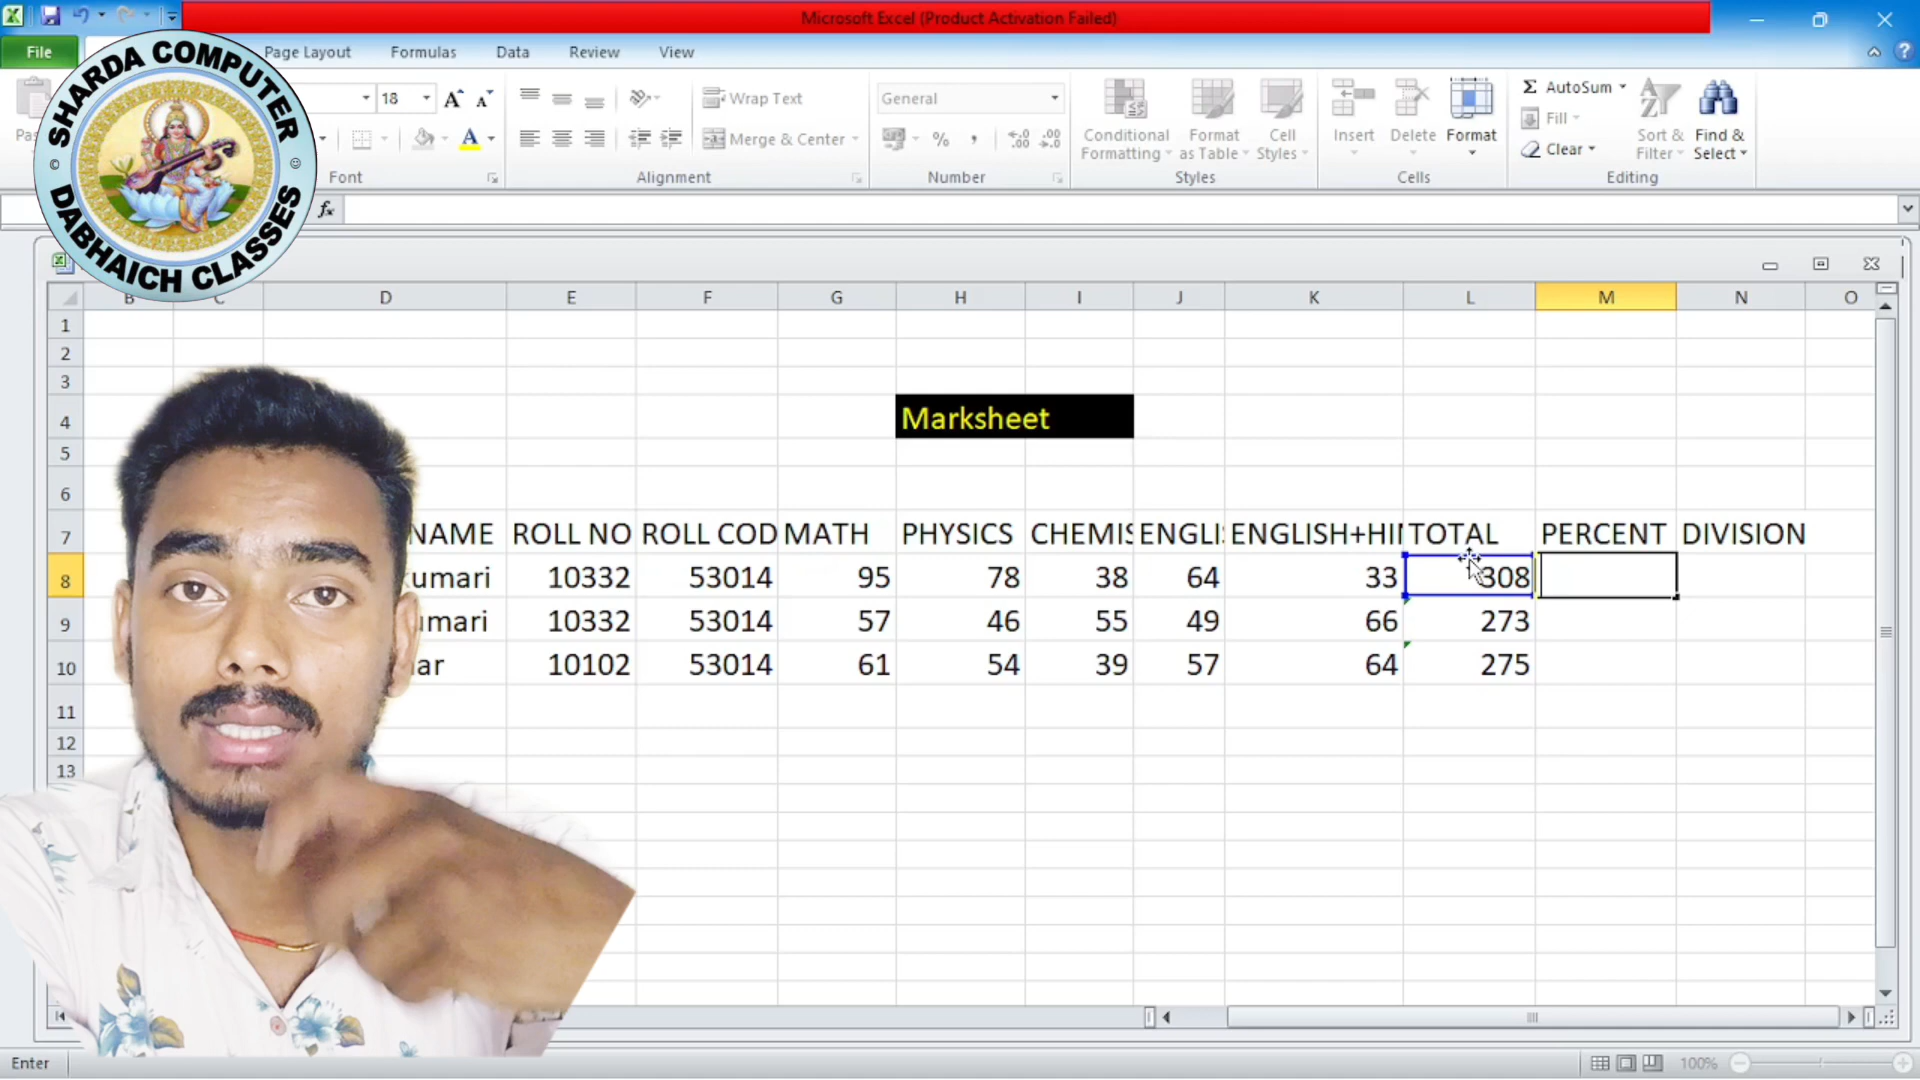 Microsoft Excel (Product Activation Failed)
File Page Layout Formulas Data Review View
SHARDA COMPUTER
DABHAICH CLASSES
18 Wrap Text General AutoSum
Fill
Merge & Center
Conditional Formatting Format as Table Cell Styles Insert Delete Format Clear Sort & Filter Find & Select
Font Alignment Number Styles Cells Editing
fx
B C D E F G H I J K L M N O
1
2
3
4 Marksheet
5
6
7 NAME ROLL NO ROLL COD MATH PHYSICS CHEMIS ENGLI ENGLISH+HI TOTAL PERCENT DIVISION
8 kumari 10332 53014 95 78 38 64 33 308
9 umari 10332 53014 57 46 55 49 66 273
10 ar 10102 53014 61 54 39 57 64 275
11
12
13
Enter 100%